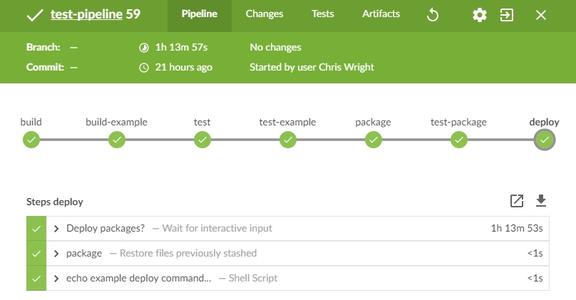 test-pipeline 59 Pipeline Changes Tests Artifacts
Branch: — 1h 13m 57s No changes
Commit: — 21 hours ago Started by user Chris Wright
build build-example test test-example package test-package deploy
Steps deploy
Deploy packages? — Wait for interactive input 1h 13m 53s
package — Restore files previously stashed <1s
echo example deploy command... — Shell Script <1s